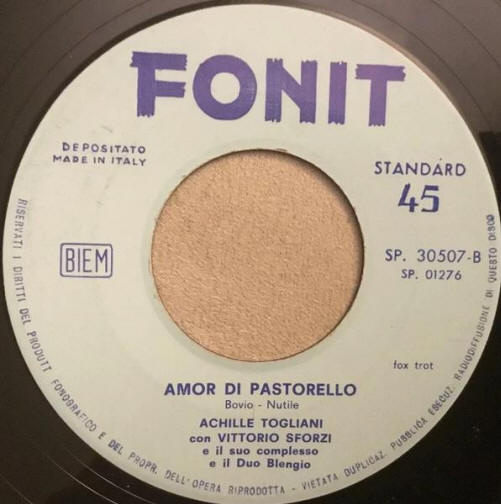 FONIT
DEPOSITATO
MADE IN ITALY
STANDARD
45
BIEM
SP. 30507-B
SP. 01276
fox trot
AMOR DI PASTORELLO
Bovio - Nutile
ACHILLE TOGLIANI
con VITTORIO SFORZI
e il suo complesso
e il Duo Blengio
RISERVATI I DIRITTI DEL PRODUTT FONOGRAFICO E DEL PROPR. DELL'OPERA RIPRODOTTA - VIETATA DUPLICAZ. PUBBLICA ESECUZ. RADIODIFFUSIONE DI QUESTO DISCO